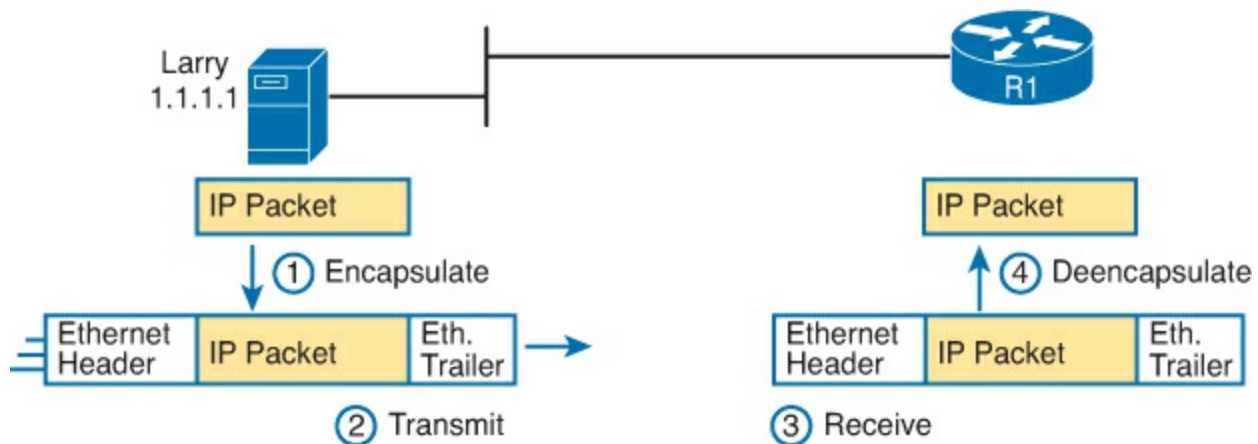 Larry
1.1.1.1
R1
IP Packet
IP Packet
1 Encapsulate
4 Deencapsulate
Ethernet Header
IP Packet
Eth. Trailer
Ethernet Header
IP Packet
Eth. Trailer
2 Transmit
3 Receive